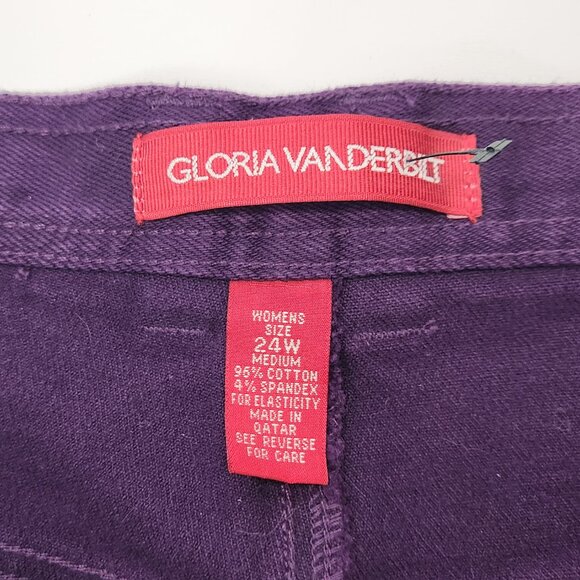 GLORIA VANDERBILT
WOMENS
SIZE
24W
MEDIUM
96% COTTON
4% SPANDEX
FOR ELASTICITY
MADE IN
QATAR
SEE REVERSE
FOR CARE